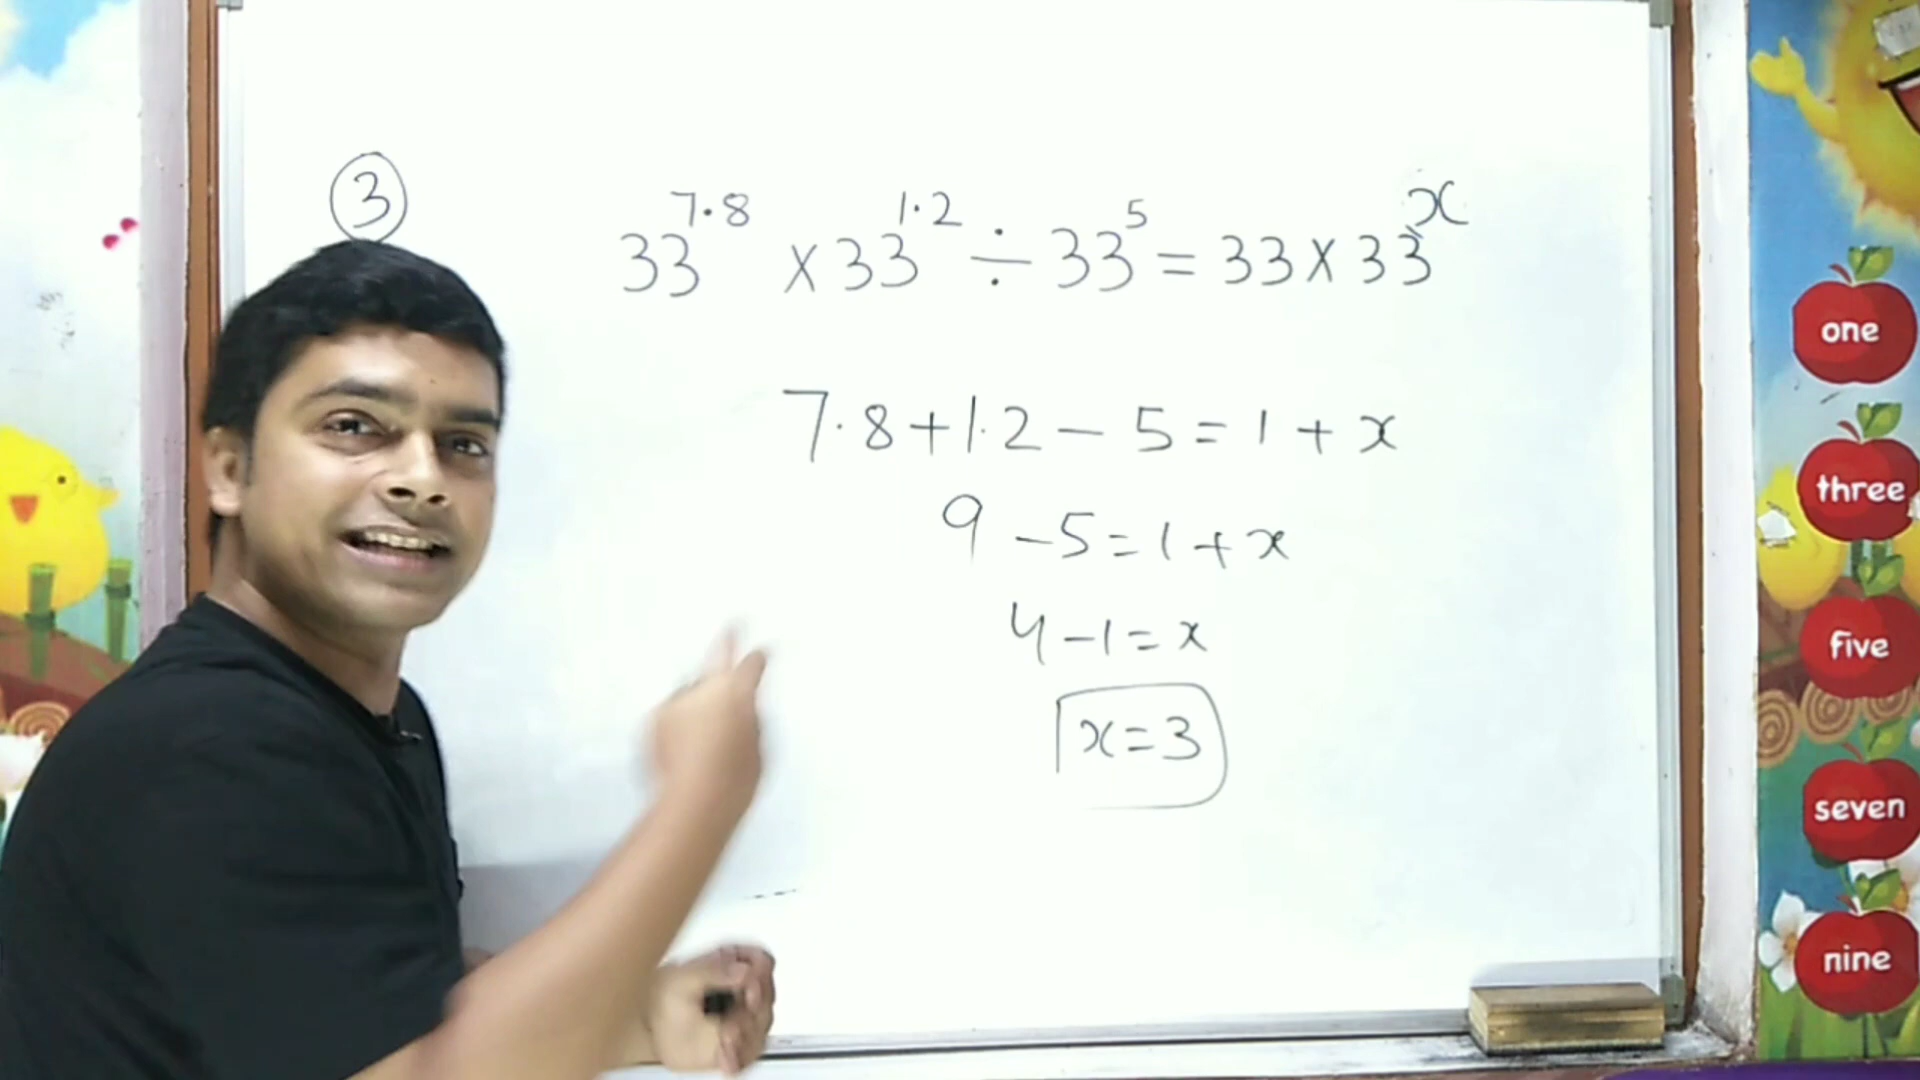 ③
33^7.8 × 33^1.2 ÷ 33^5 = 33 × 33^x
7.8 + 1.2 - 5 = 1 + x
9 - 5 = 1 + x
4 - 1 = x
x = 3
one
three
five
seven
nine